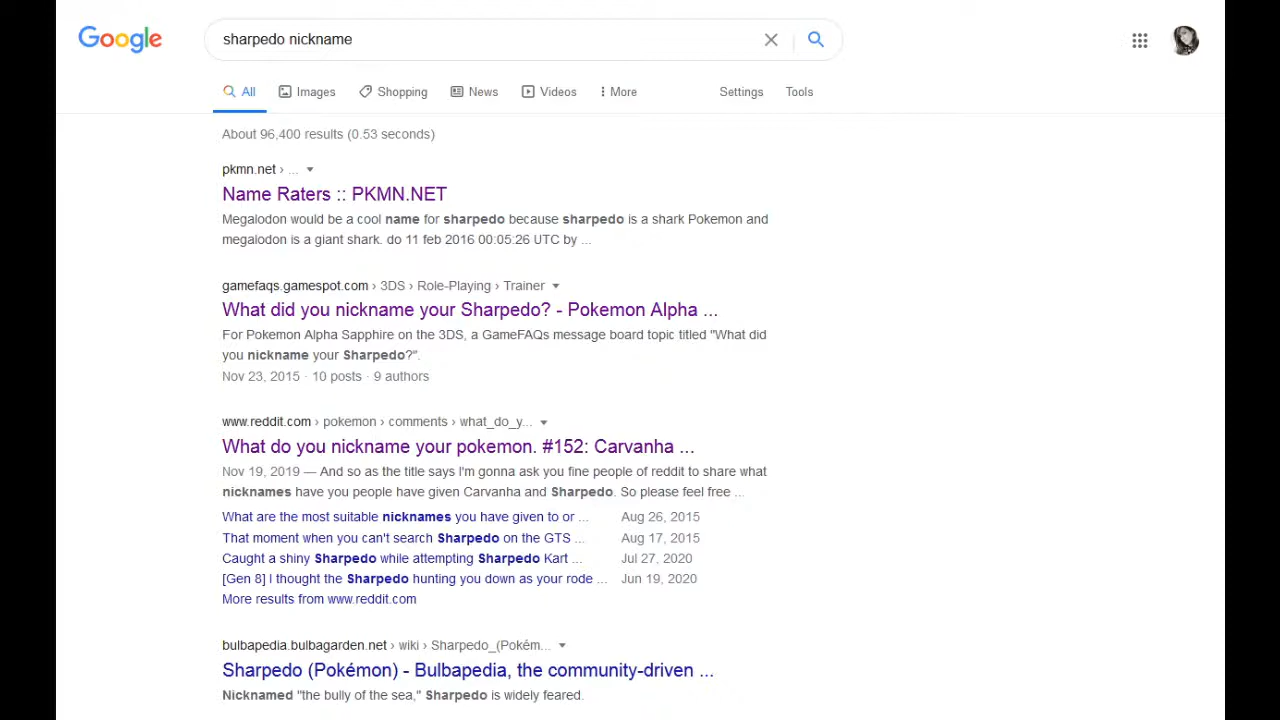 Google
sharpedo nickname
All Images Shopping News Videos More Settings Tools
About 96,400 results (0.53 seconds)
pkmn.net › ...
Name Raters :: PKMN.NET
Megalodon would be a cool name for sharpedo because sharpedo is a shark Pokemon and
megalodon is a giant shark. do 11 feb 2016 00:05:26 UTC by ...
gamefaqs.gamespot.com › 3DS › Role-Playing › Trainer
What did you nickname your Sharpedo? - Pokemon Alpha ...
For Pokemon Alpha Sapphire on the 3DS, a GameFAQs message board topic titled "What did
you nickname your Sharpedo?".
Nov 23, 2015 · 10 posts · 9 authors
www.reddit.com › pokemon › comments › what_do_y...
What do you nickname your pokemon. #152: Carvanha ...
Nov 19, 2019 — And so as the title says I'm gonna ask you fine people of reddit to share what
nicknames have you people have given Carvanha and Sharpedo. So please feel free ...
What are the most suitable nicknames you have given to or ... Aug 26, 2015
That moment when you can't search Sharpedo on the GTS ... Aug 17, 2015
Caught a shiny Sharpedo while attempting Sharpedo Kart ... Jul 27, 2020
[Gen 8] I thought the Sharpedo hunting you down as your rode ... Jun 19, 2020
More results from www.reddit.com
bulbapedia.bulbagarden.net › wiki › Sharpedo_(Pokém...
Sharpedo (Pokémon) - Bulbapedia, the community-driven ...
Nicknamed "the bully of the sea," Sharpedo is widely feared.